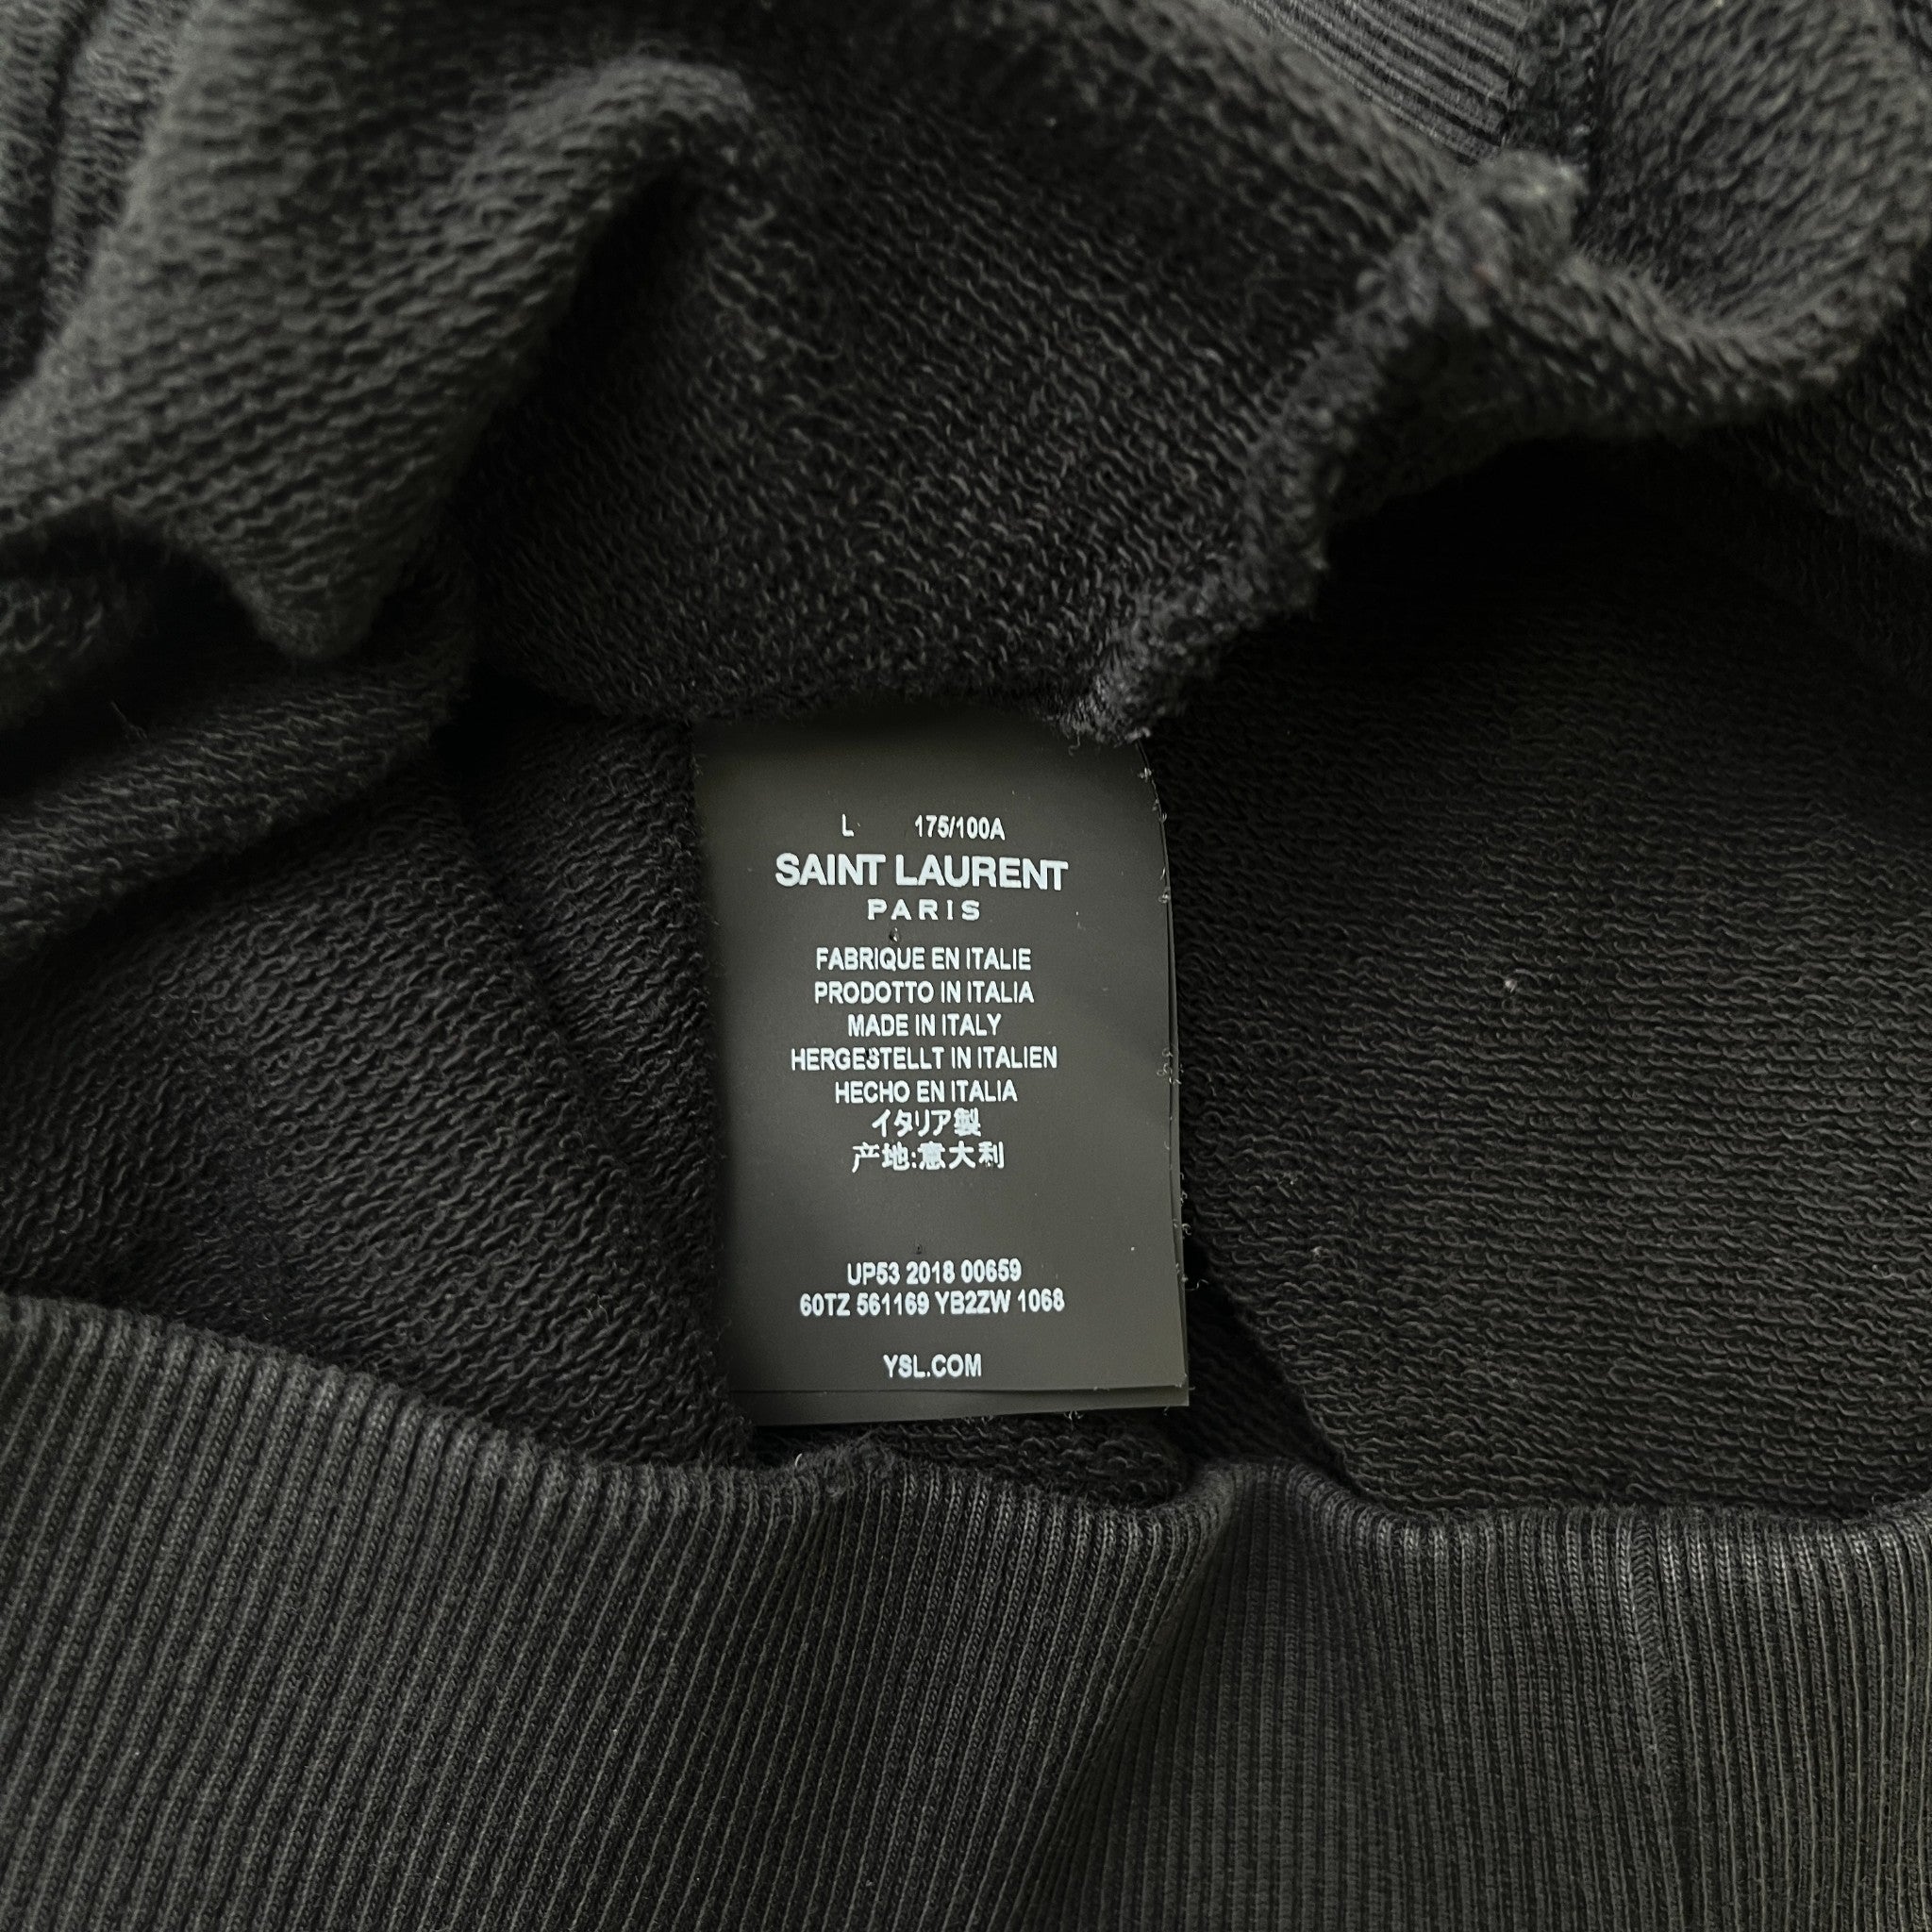 L 175/100A
SAINT LAURENT
PARIS
FABRIQUE EN ITALIE
PRODOTTO IN ITALIA
MADE IN ITALY
HERGESTELLT IN ITALIEN
HECHO EN ITALIA
イタリア製
产地:意大利
UP53 2018 00659
60TZ 561169 YB2ZW 1068
YSL.COM